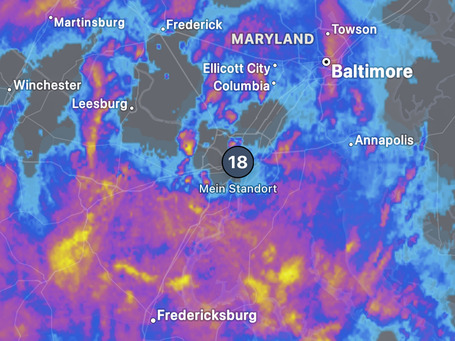 Martinsburg
Frederick
MARYLAND
Towson
Ellicott City
Baltimore
Winchester
Columbia
Leesburg
Annapolis
18
Mein Standort
Fredericksburg